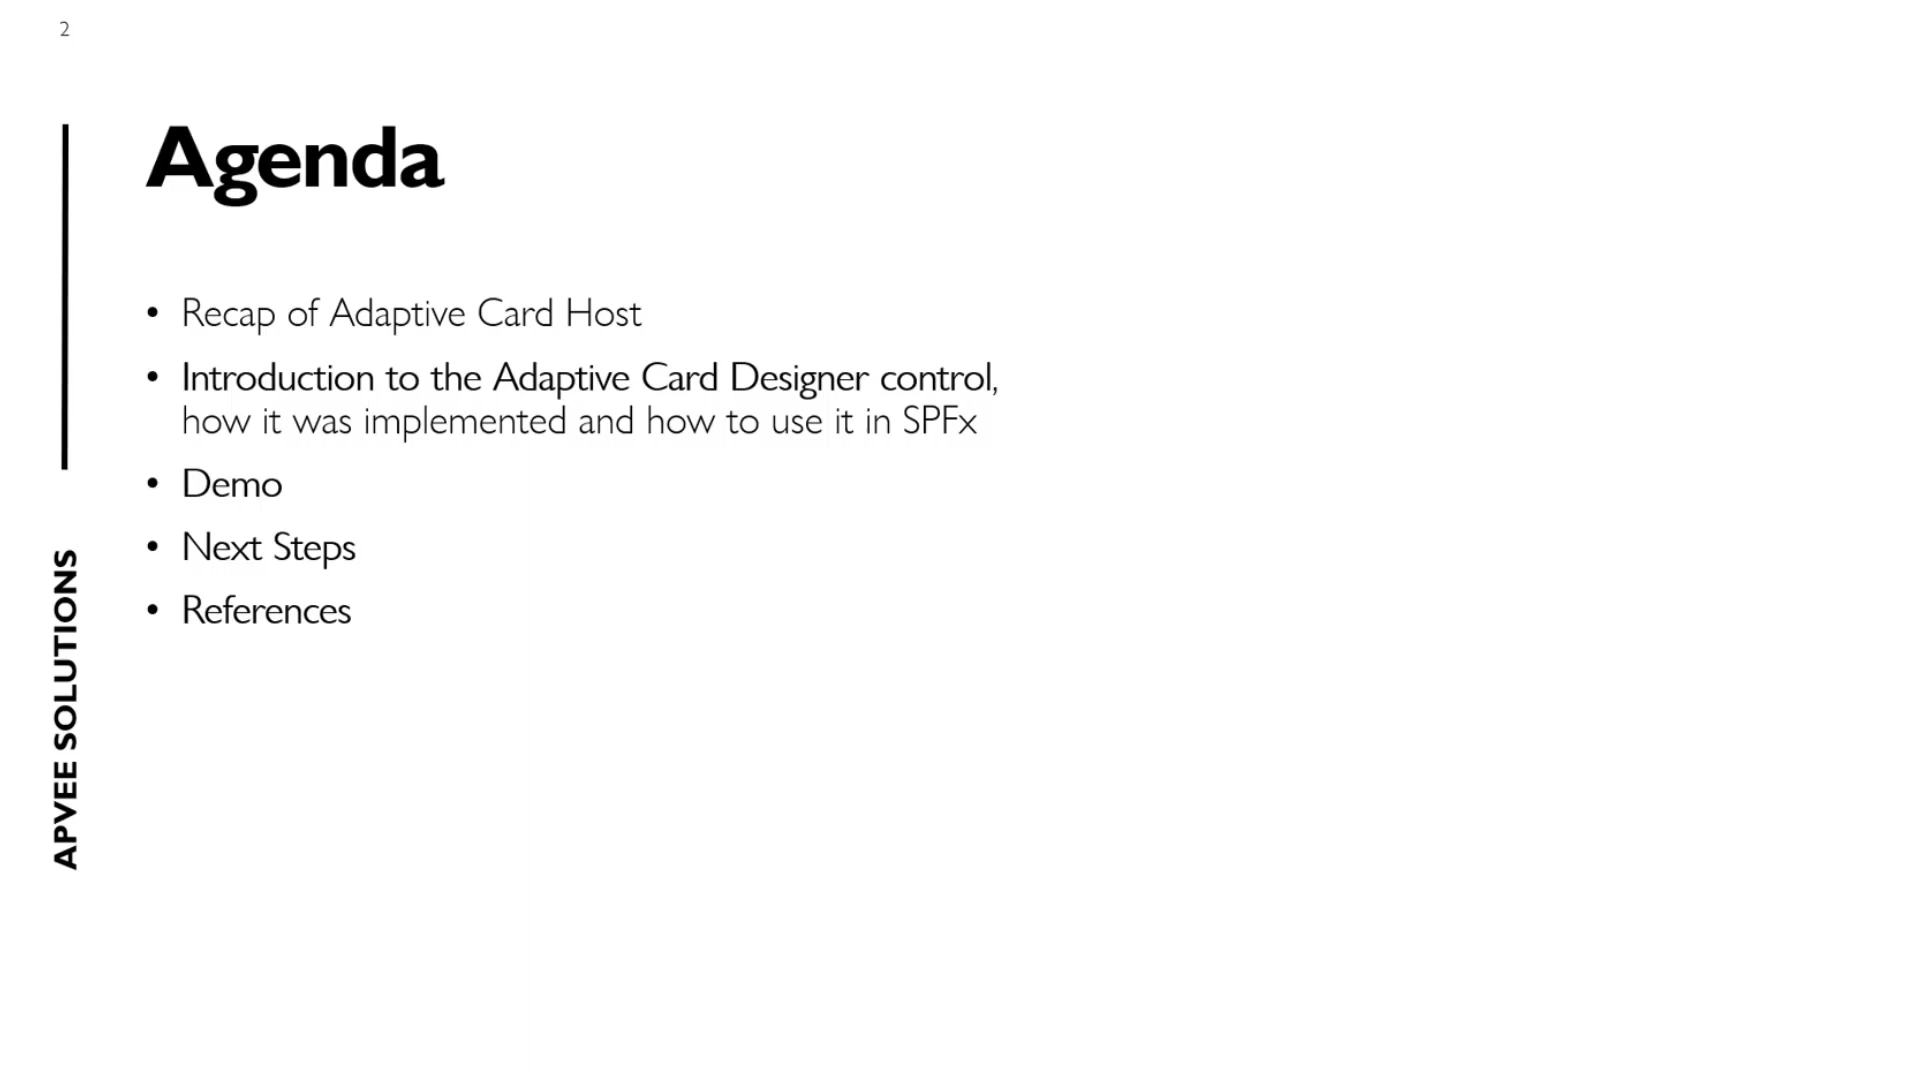 2
Agenda
• Recap of Adaptive Card Host
• Introduction to the Adaptive Card Designer control,
how it was implemented and how to use it in SPFx
• Demo
• Next Steps
• References
APVEE SOLUTIONS